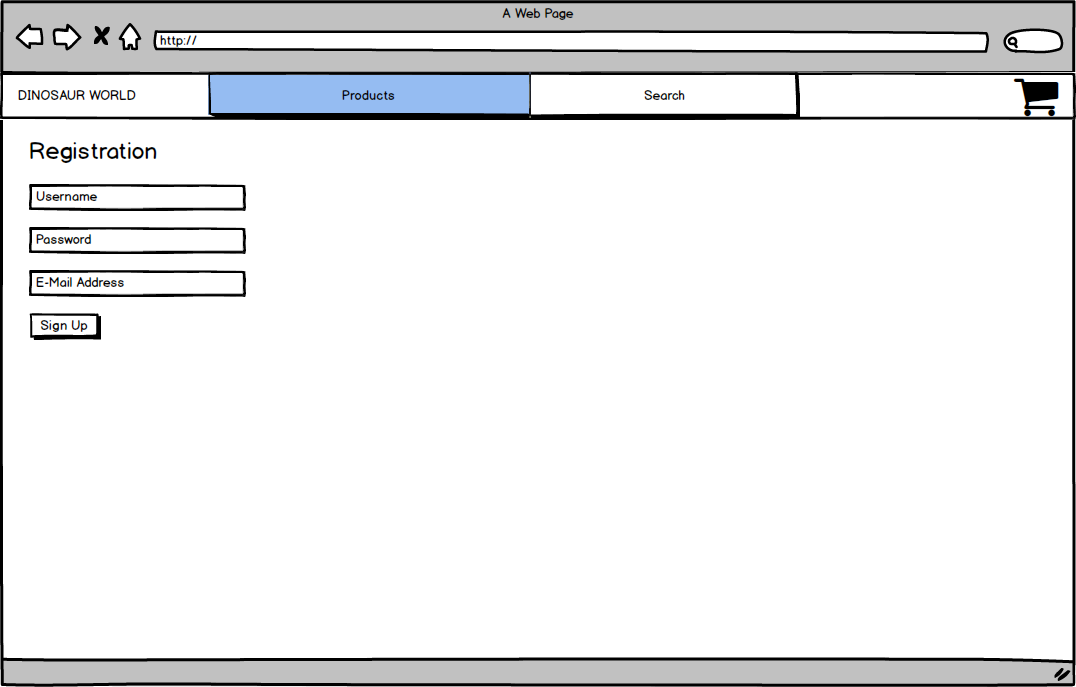 A Web Page
http://
DINOSAUR WORLD
Products
Search
Registration
Username
Password
E-Mail Address
Sign Up